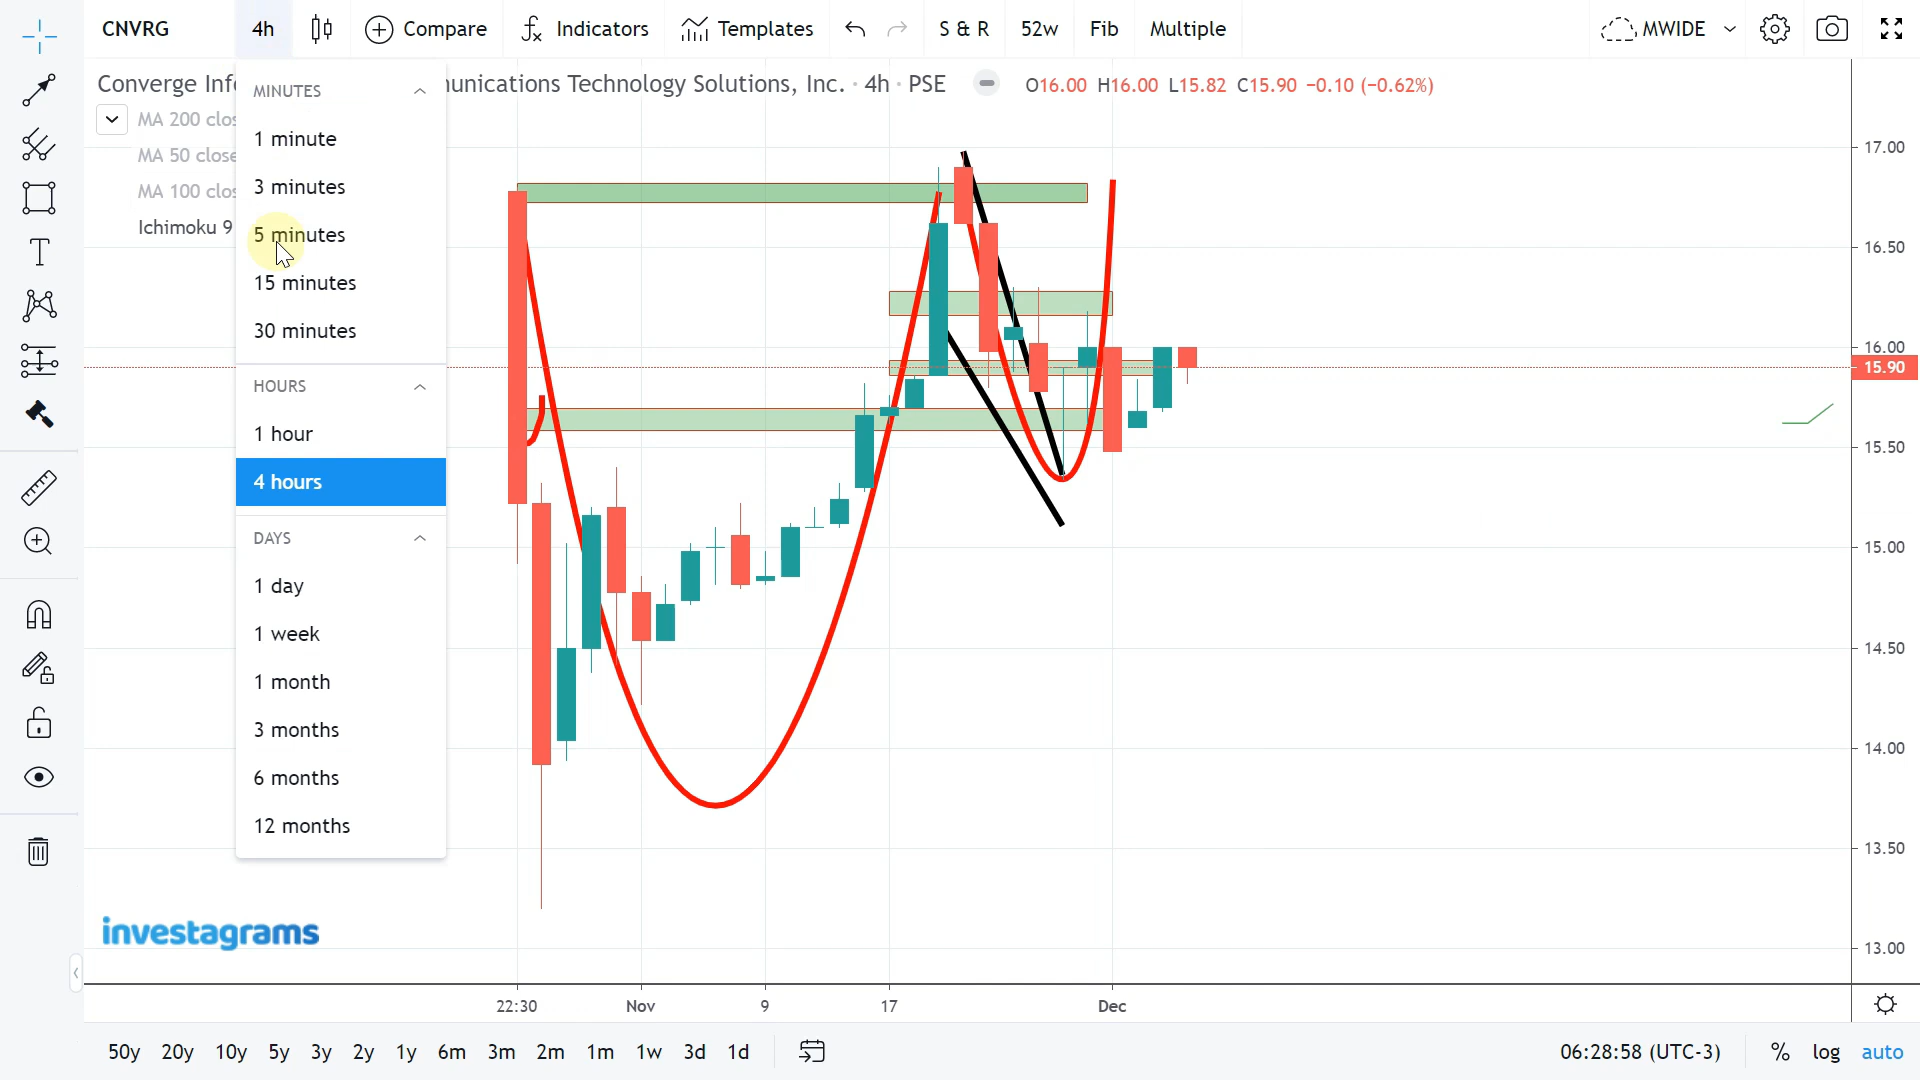 CNVRG 4h Compare Indicators Templates S & R 52w Fib Multiple MWIDE
Converge Inf unications Technology Solutions, Inc. · 4h · PSE O16.00 H16.00 L15.82 C15.90 −0.10 (−0.62%)
MA 200 clos
MA 50 close
MA 100 clos
Ichimoku 9
MINUTES
1 minute
3 minutes
5 minutes
15 minutes
30 minutes
HOURS
1 hour
4 hours
DAYS
1 day
1 week
1 month
3 months
6 months
12 months
17.00
16.50
16.00
15.90
15.50
15.00
14.50
14.00
13.50
13.00
investagrams
22:30 Nov 9 17 Dec
50y 20y 10y 5y 3y 2y 1y 6m 3m 2m 1m 1w 3d 1d 06:28:58 (UTC-3) % log auto